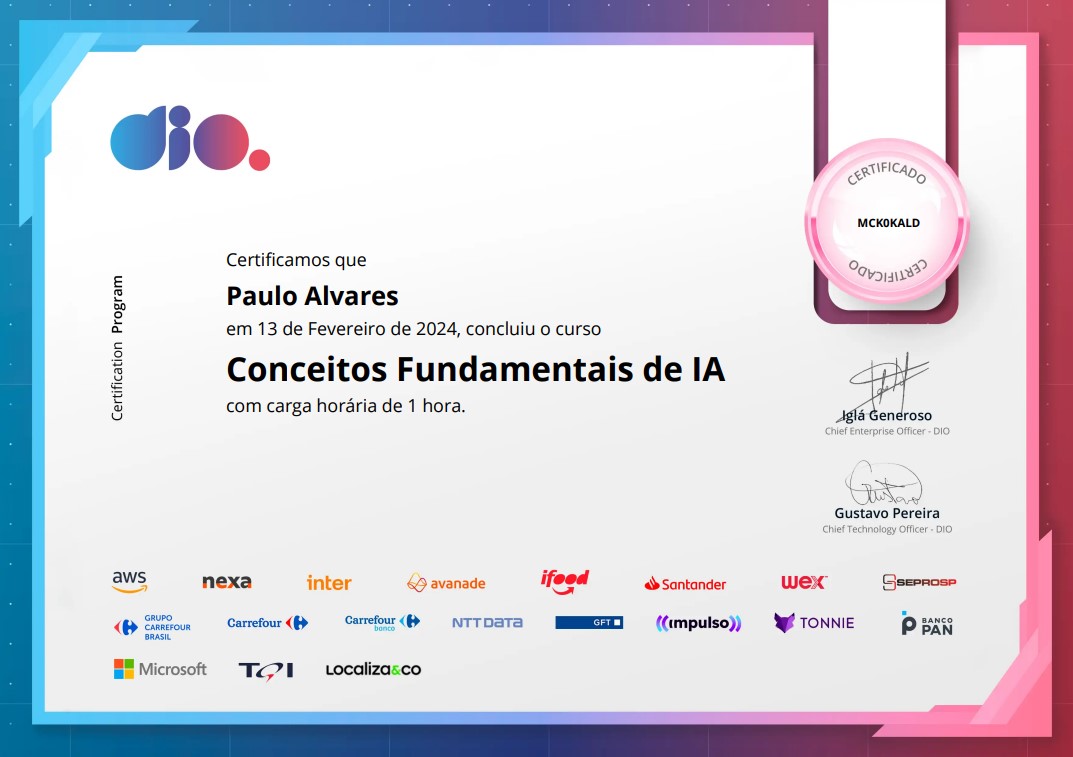 dio.
CERTIFICADO
MCK0KALD
CERTIFICADO
Certification Program
Certificamos que
Paulo Alvares
em 13 de Fevereiro de 2024, concluiu o curso
Conceitos Fundamentais de IA
com carga horária de 1 hora.
Iglá Generoso
Chief Enterprise Officer - DIO
Gustavo Pereira
Chief Technology Officer - DIO
aws nexa inter avanade ifood Santander wex SEPROSP
GRUPO CARREFOUR BRASIL Carrefour Carrefour banco NTT DATA GFT impulso TONNIE BANCO PAN
Microsoft TQI Localiza&CO